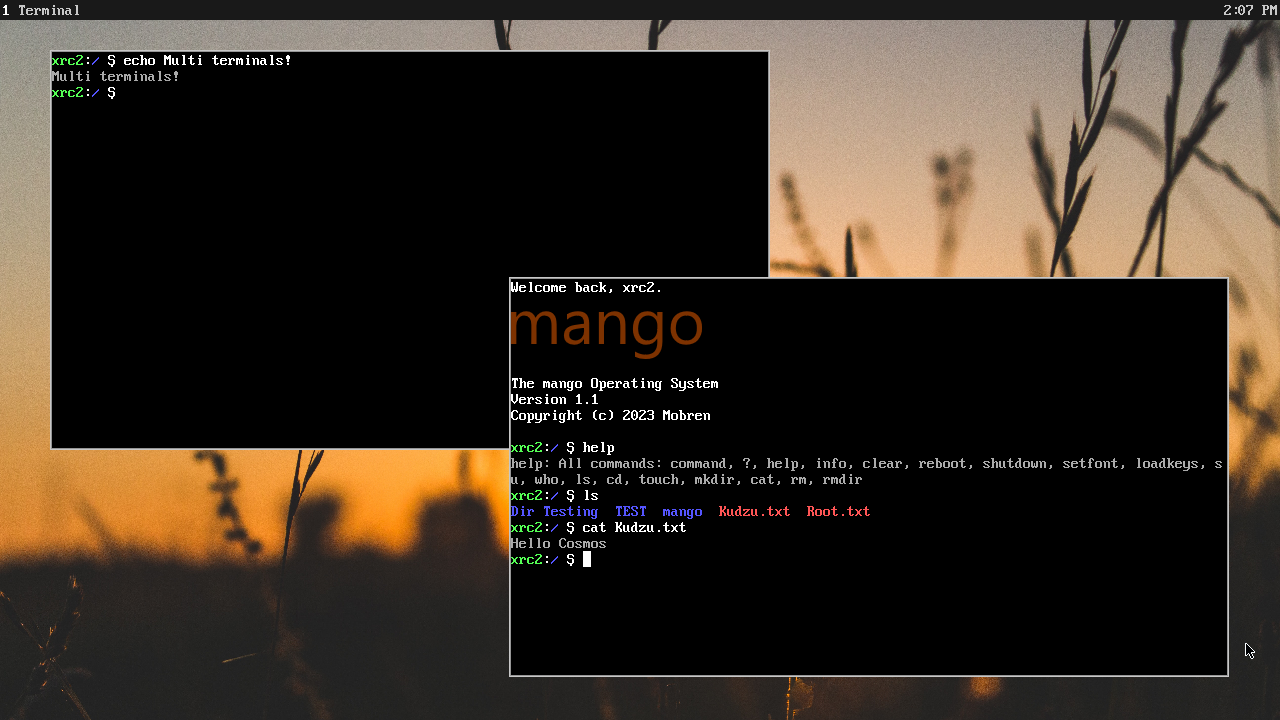 1 Terminal
2:07 PM
xrc2:/ $ echo Multi terminals!
Multi terminals!
xrc2:/ $
Welcome back, xrc2.
mango
The mango Operating System
Version 1.1
Copyright (c) 2023 Mobren
xrc2:/ $ help
help: All commands: command, ?, help, info, clear, reboot, shutdown, setfont, loadkeys, s
u, who, ls, cd, touch, mkdir, cat, rm, rmdir
xrc2:/ $ ls
Dir Testing  TEST  mango  Kudzu.txt  Root.txt
xrc2:/ $ cat Kudzu.txt
Hello Cosmos
xrc2:/ $